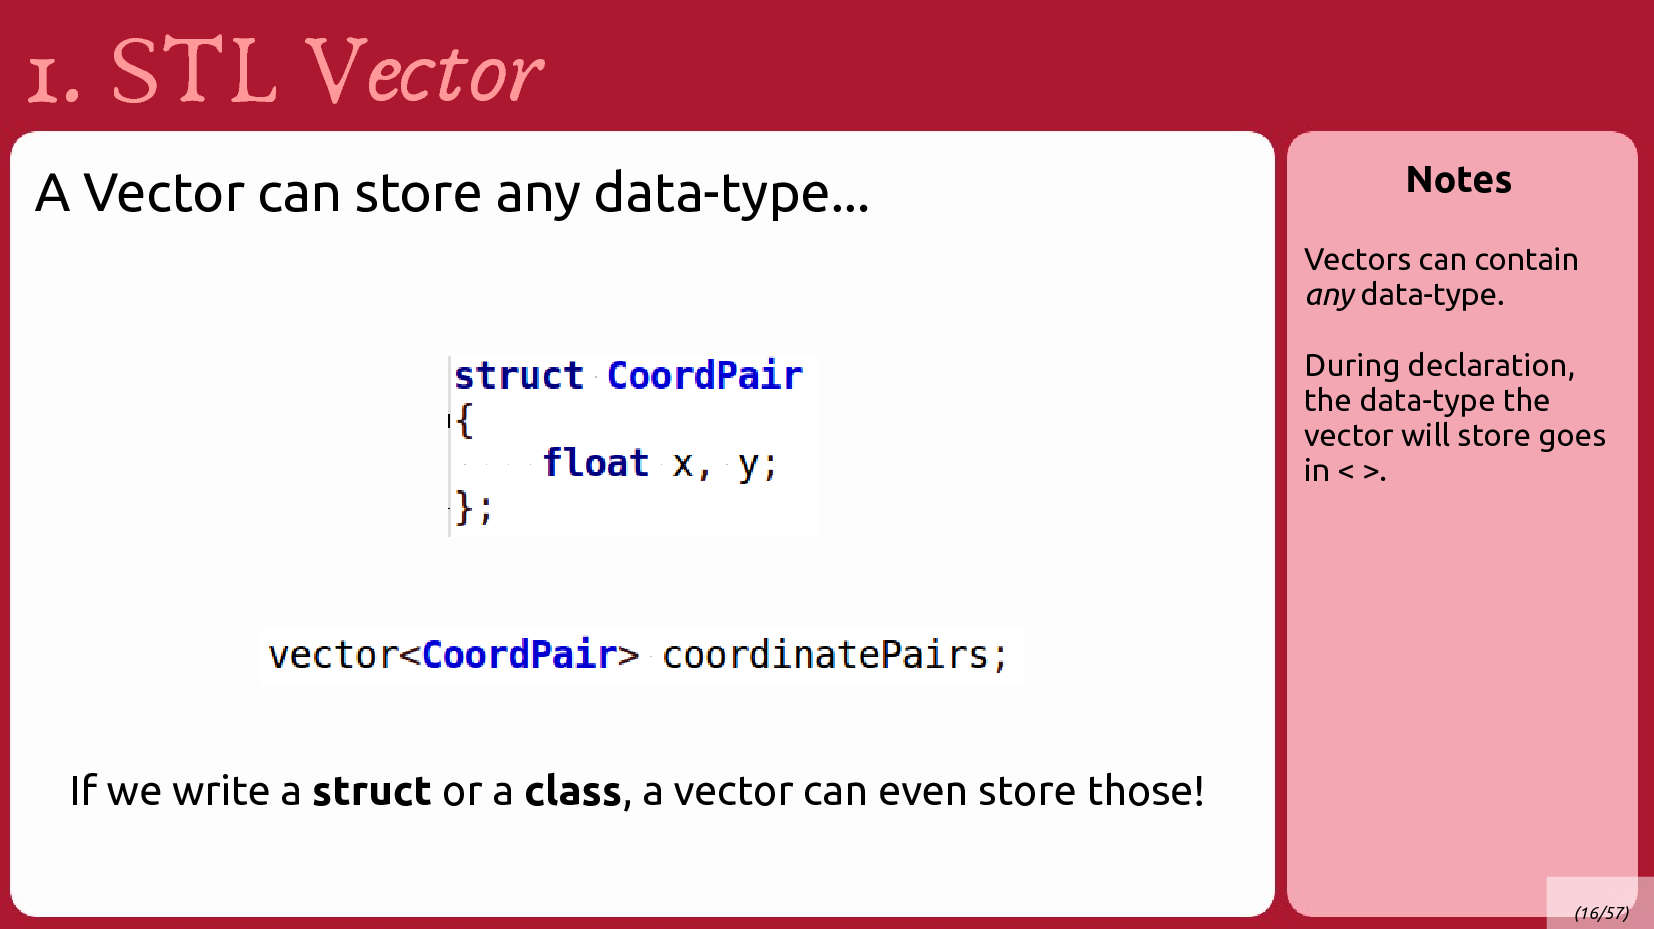 1. STL Vector
A Vector can store any data-type...
struct CoordPair
{
    float x, y;
};
vector<CoordPair> coordinatePairs;
If we write a struct or a class, a vector can even store those!
Notes
Vectors can contain
any data-type.
During declaration,
the data-type the
vector will store goes
in < >.
(16/57)